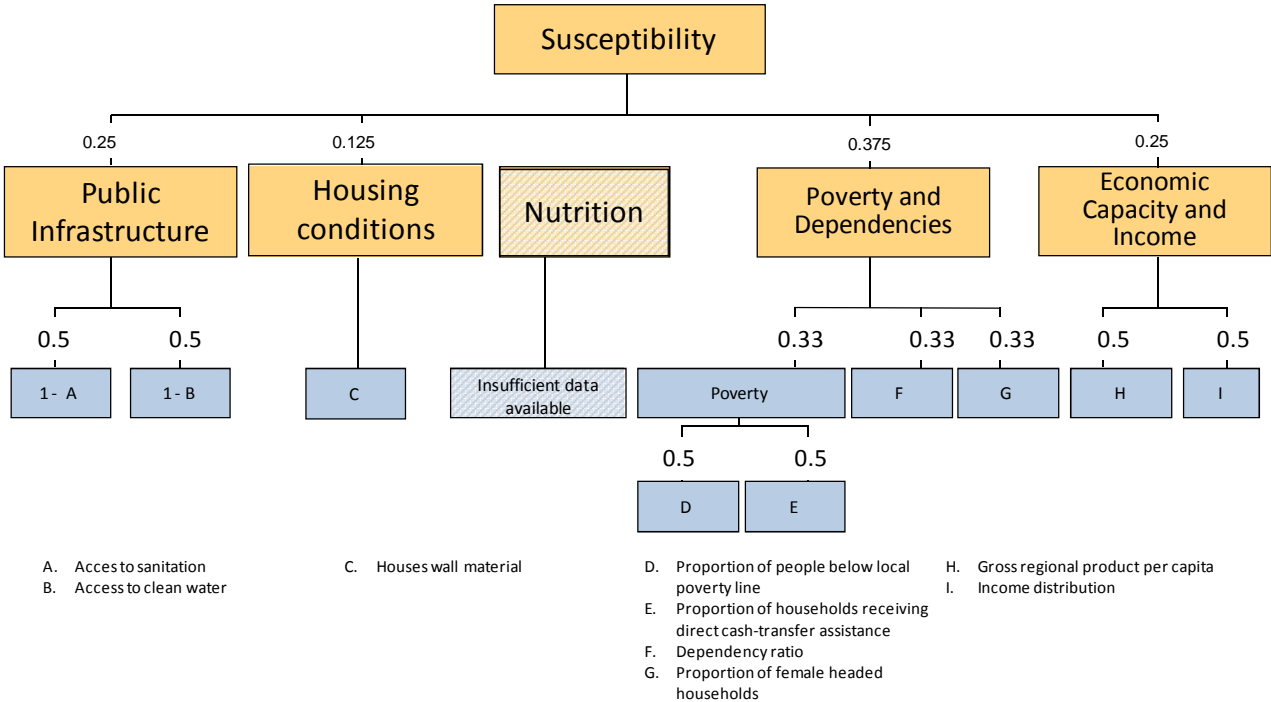 Susceptibility
0.25
0.125
0.375
0.25
Public
Infrastructure
Housing
conditions
Nutrition
Poverty and
Dependencies
Economic
Capacity and
Income
0.5
0.5
0.33
0.33
0.33
0.5
0.5
1 - A
1 - B
C
Insufficient data
available
Poverty
F
G
H
I
0.5
0.5
D
E
A. Acces to sanitation
B. Access to clean water
C. Houses wall material
D. Proportion of people below local
poverty line
E. Proportion of households receiving
direct cash-transfer assistance
F. Dependency ratio
G. Proportion of female headed
households
H. Gross regional product per capita
I. Income distribution